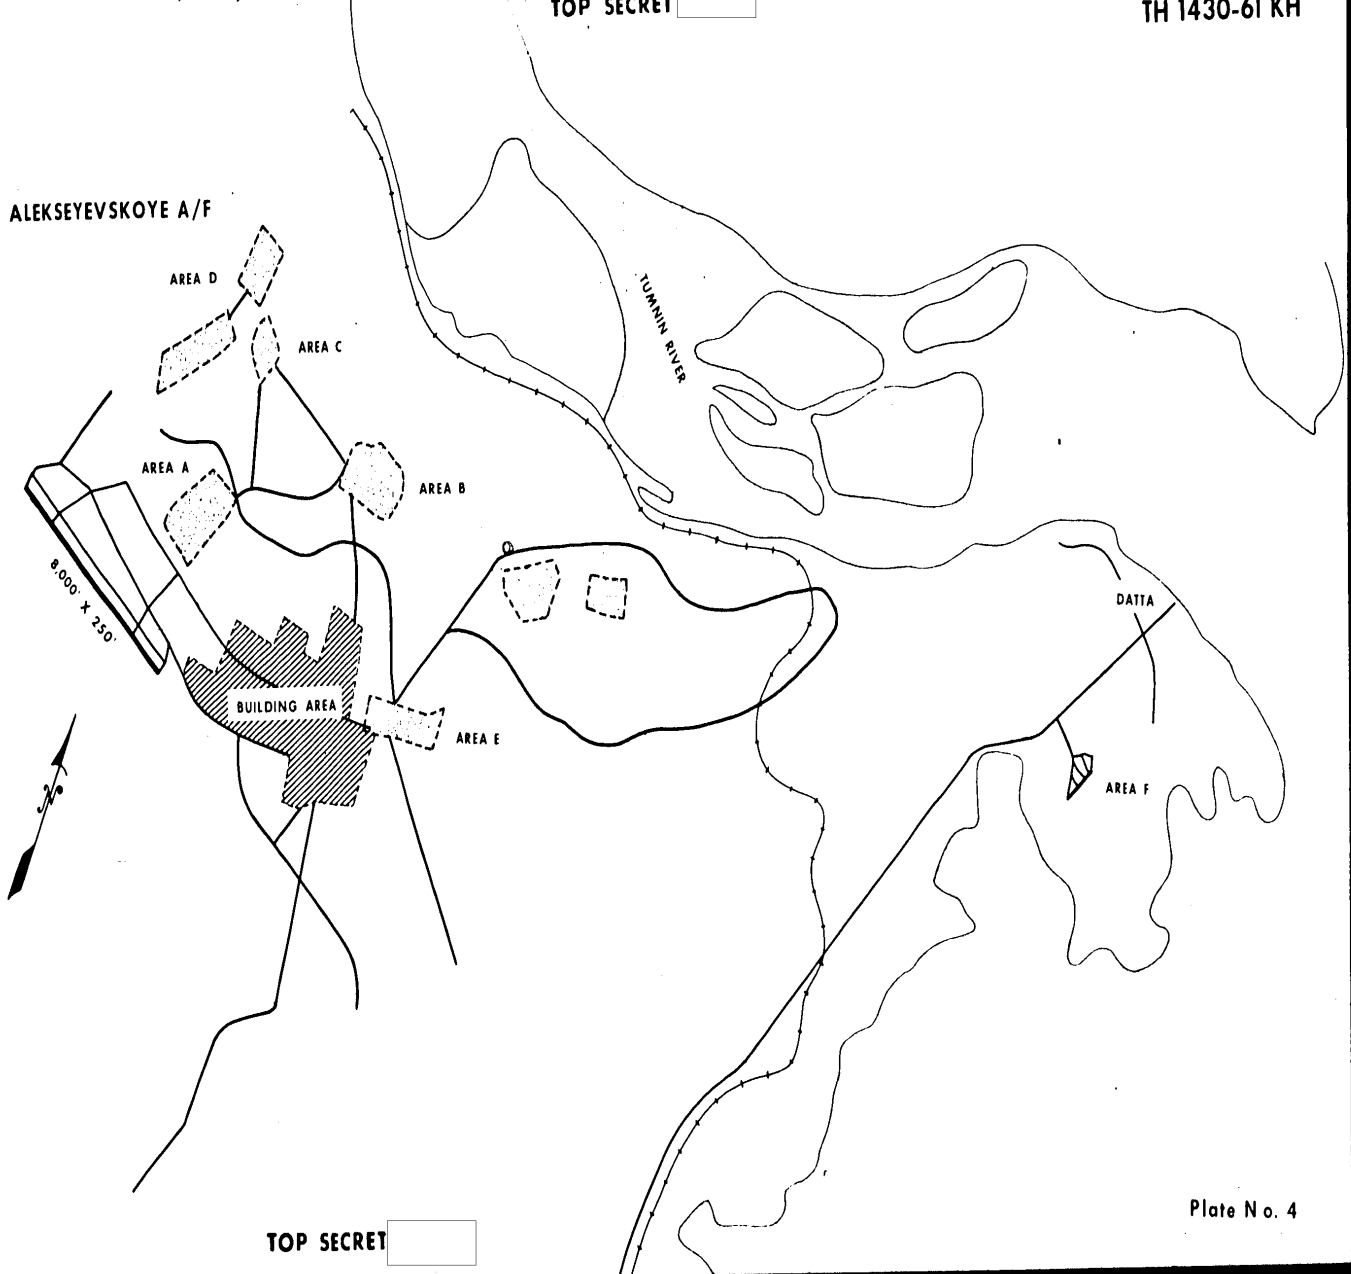 TOP SECRET
TH 1430-61 KH
ALEKSEYEVSKOYE A/F
AREA D
AREA C
TUMNIN RIVER
AREA A
AREA B
8,000' X 250'
DATTA
BUILDING AREA
AREA E
N
AREA F
Plate No. 4
TOP SECRET